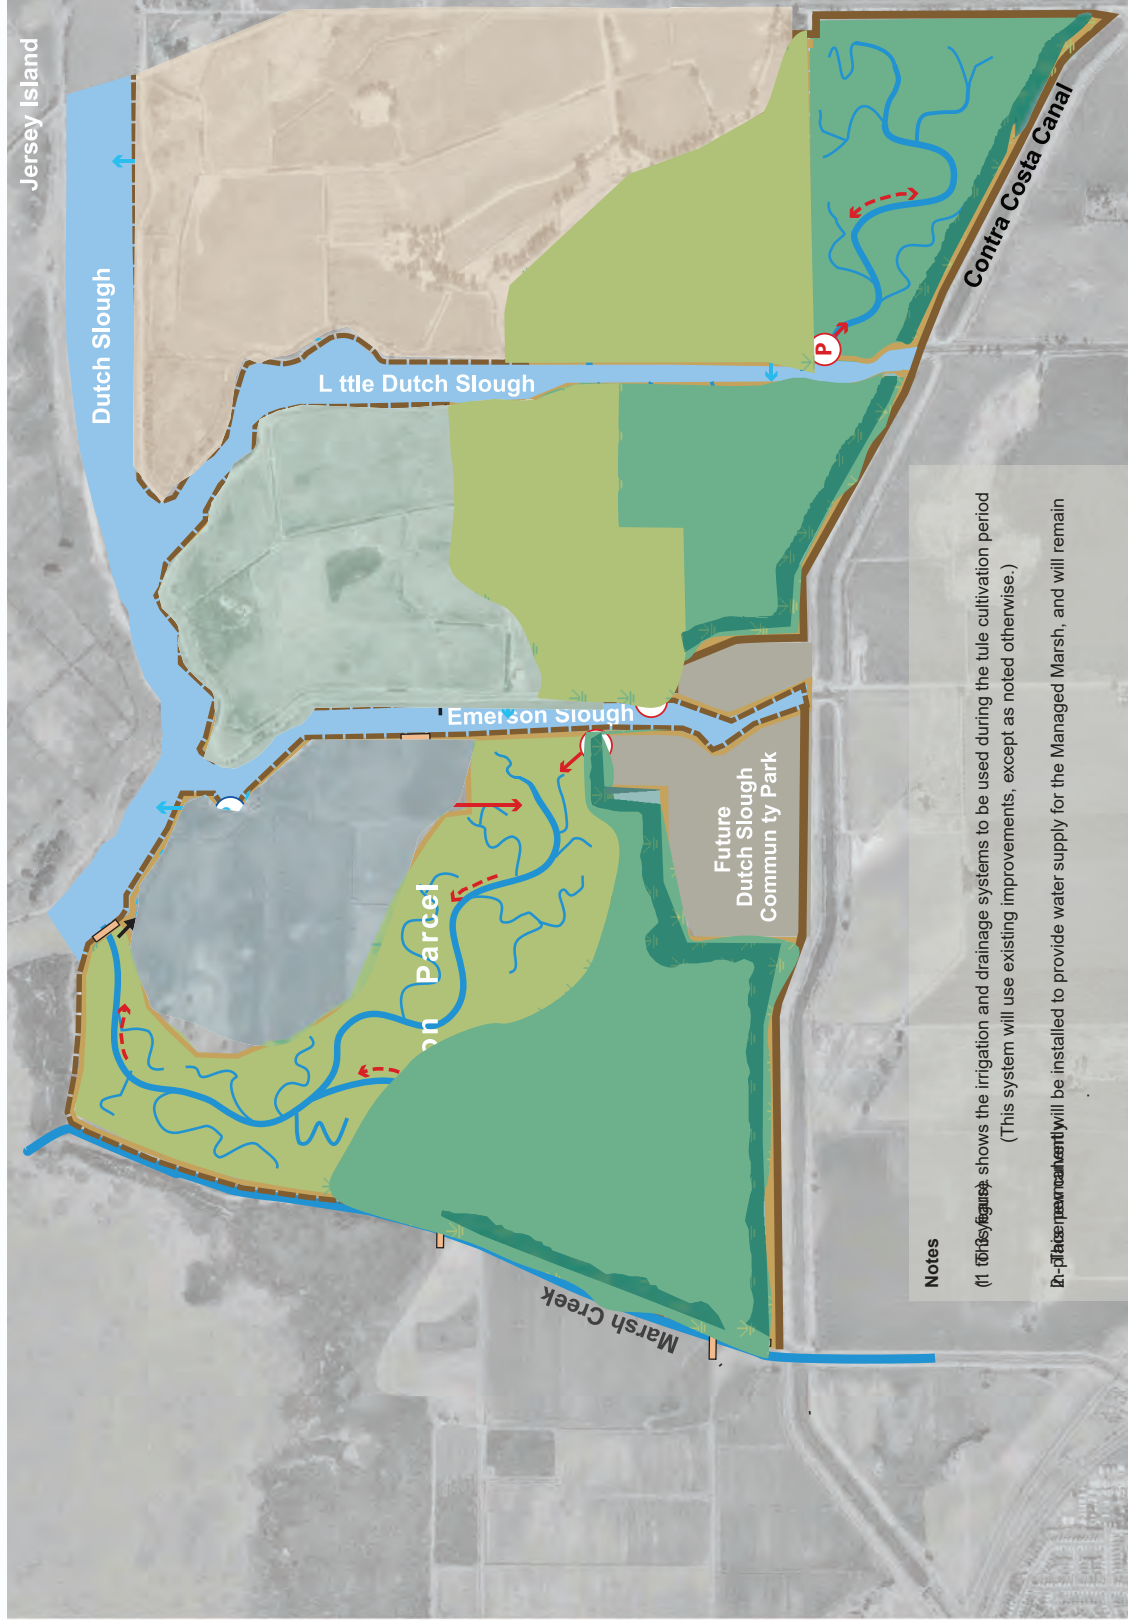 Jersey Island
Dutch Slough
L ttle Dutch Slough
Contra Costa Canal
P
Emerson Slough
on Parcel
Future
Dutch Slough
Commun ty Park
Marsh Creek
Notes
This figure shows the irrigation and drainage systems to be used during the tule cultivation period
(This system will use existing improvements, except as noted otherwise.)
will be installed to provide water supply for the Managed Marsh, and will remain